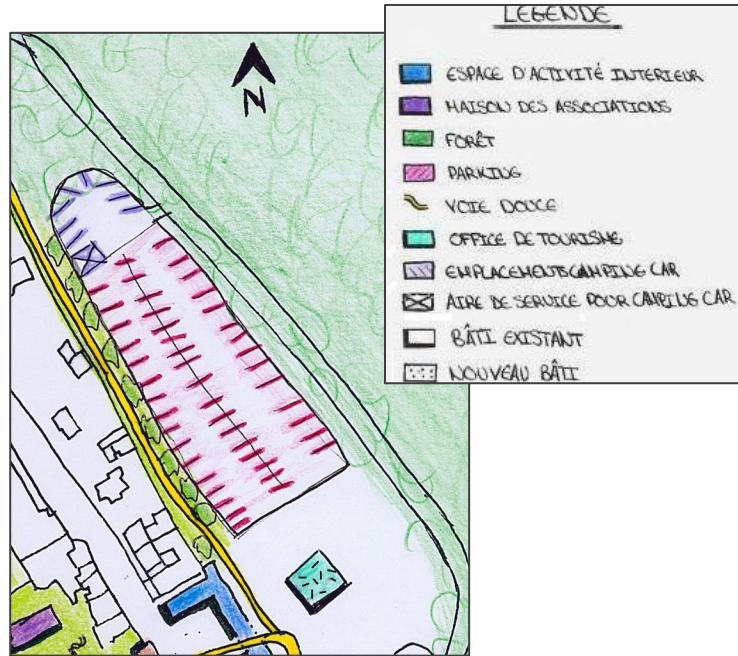 N
LEGENDE
ESPACE D'ACTIVITÉ INTERIEUR
MAISON DES ASSOCIATIONS
FORÊT
PARKING
VOIE DOUCE
OFFICE DE TOURISME
EMPLACEMENTS CAMPING CAR
AIRE DE SERVICE POUR CAMPING CAR
BÂTI EXISTANT
NOUVEAU BÂTI